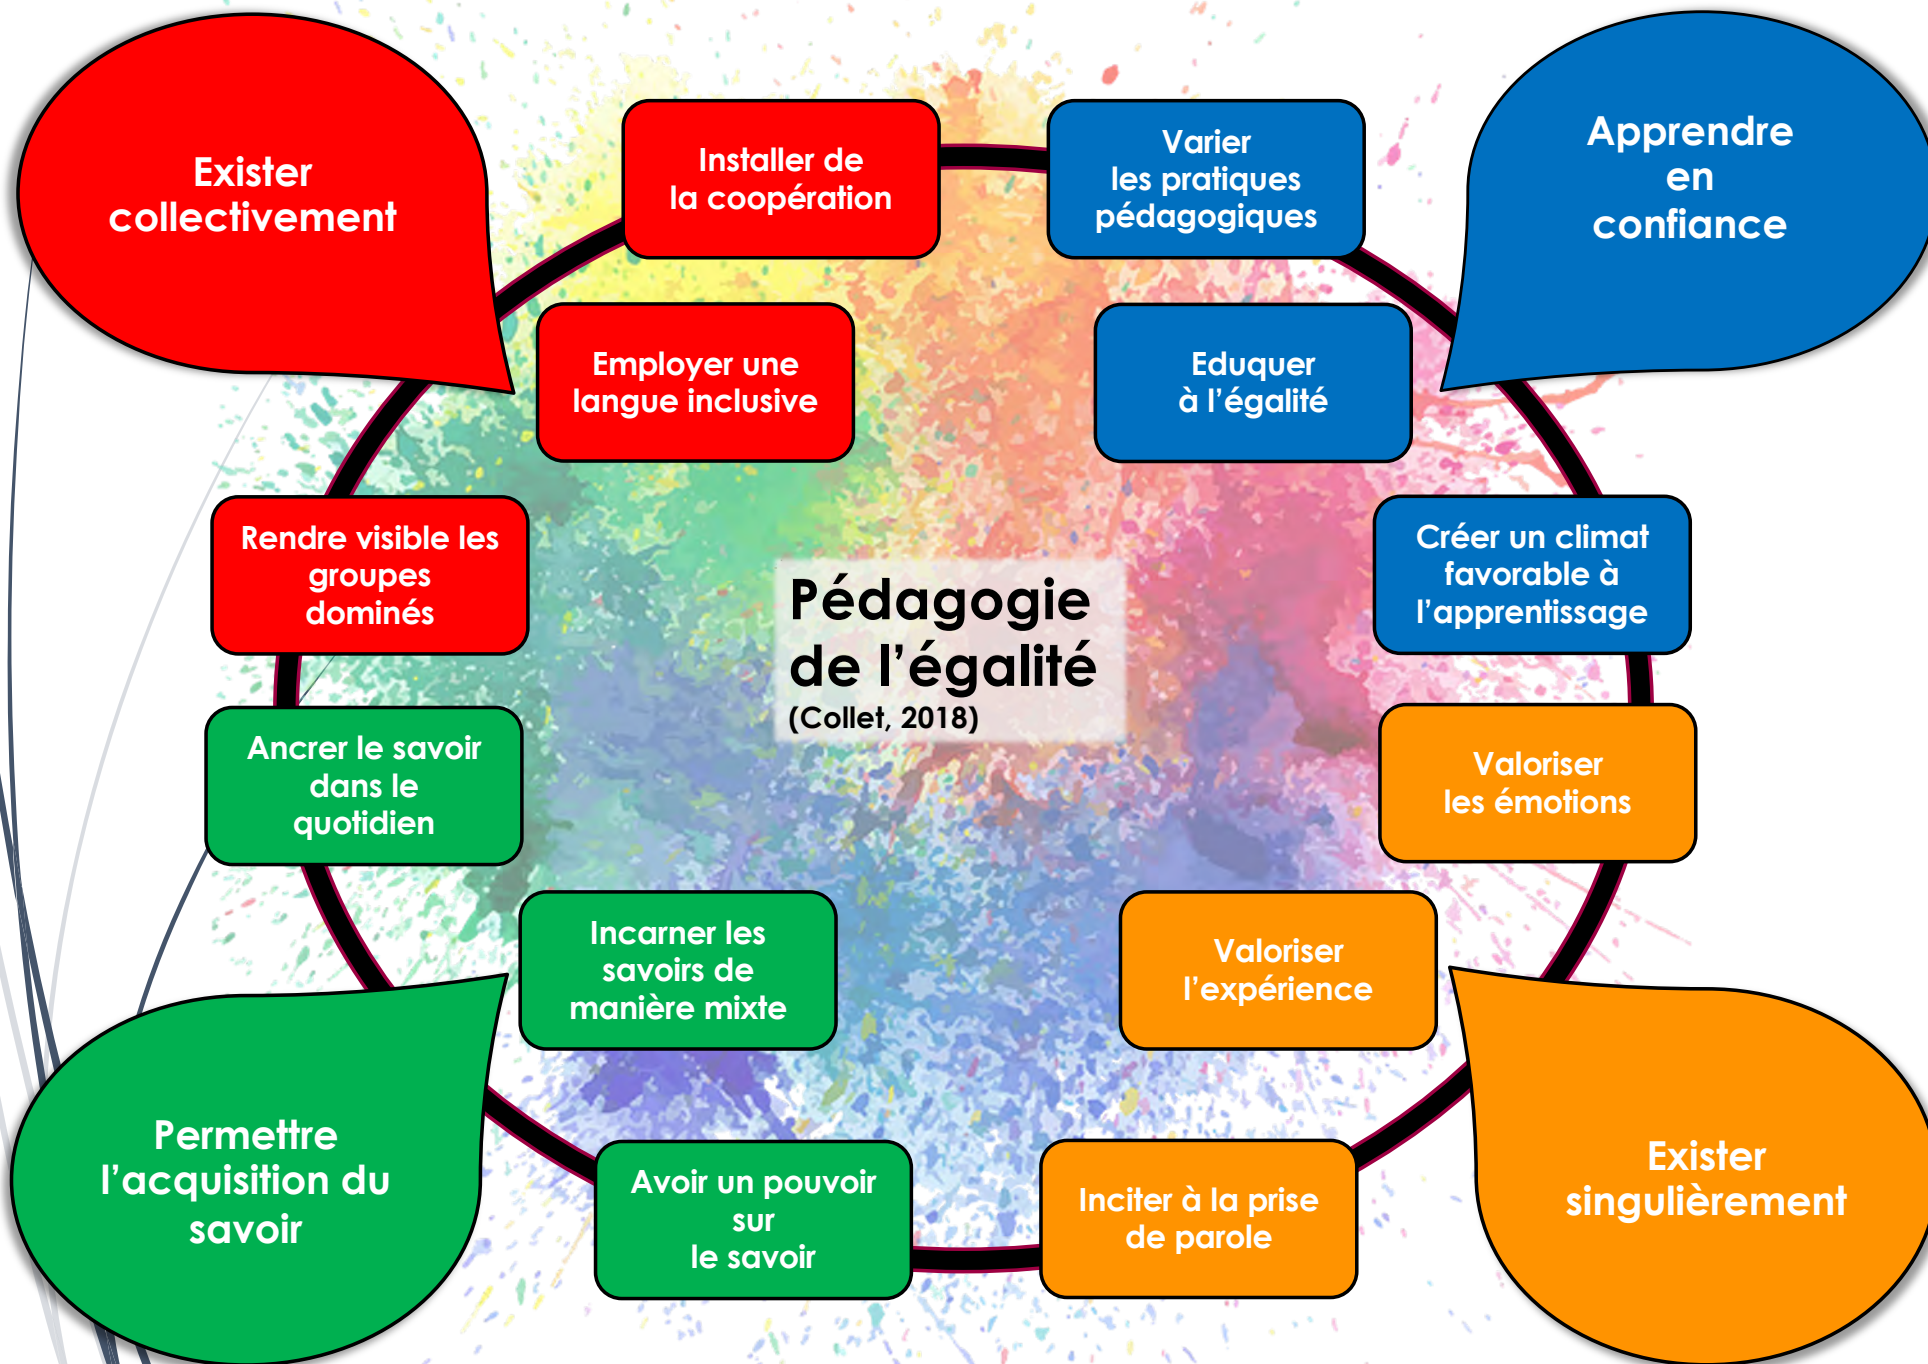 Exister
collectivement
Installer de
la coopération
Varier
les pratiques
pédagogiques
Apprendre
en
confiance
Employer une
langue inclusive
Eduquer
à l'égalité
Rendre visible les
groupes
dominés
Créer un climat
favorable à
l'apprentissage
Pédagogie
de l'égalité
(Collet, 2018)
Ancrer le savoir
dans le
quotidien
Valoriser
les émotions
Incarner les
savoirs de
manière mixte
Valoriser
l'expérience
Permettre
l'acquisition du
savoir
Avoir un pouvoir
sur
le savoir
Inciter à la prise
de parole
Exister
singulièrement